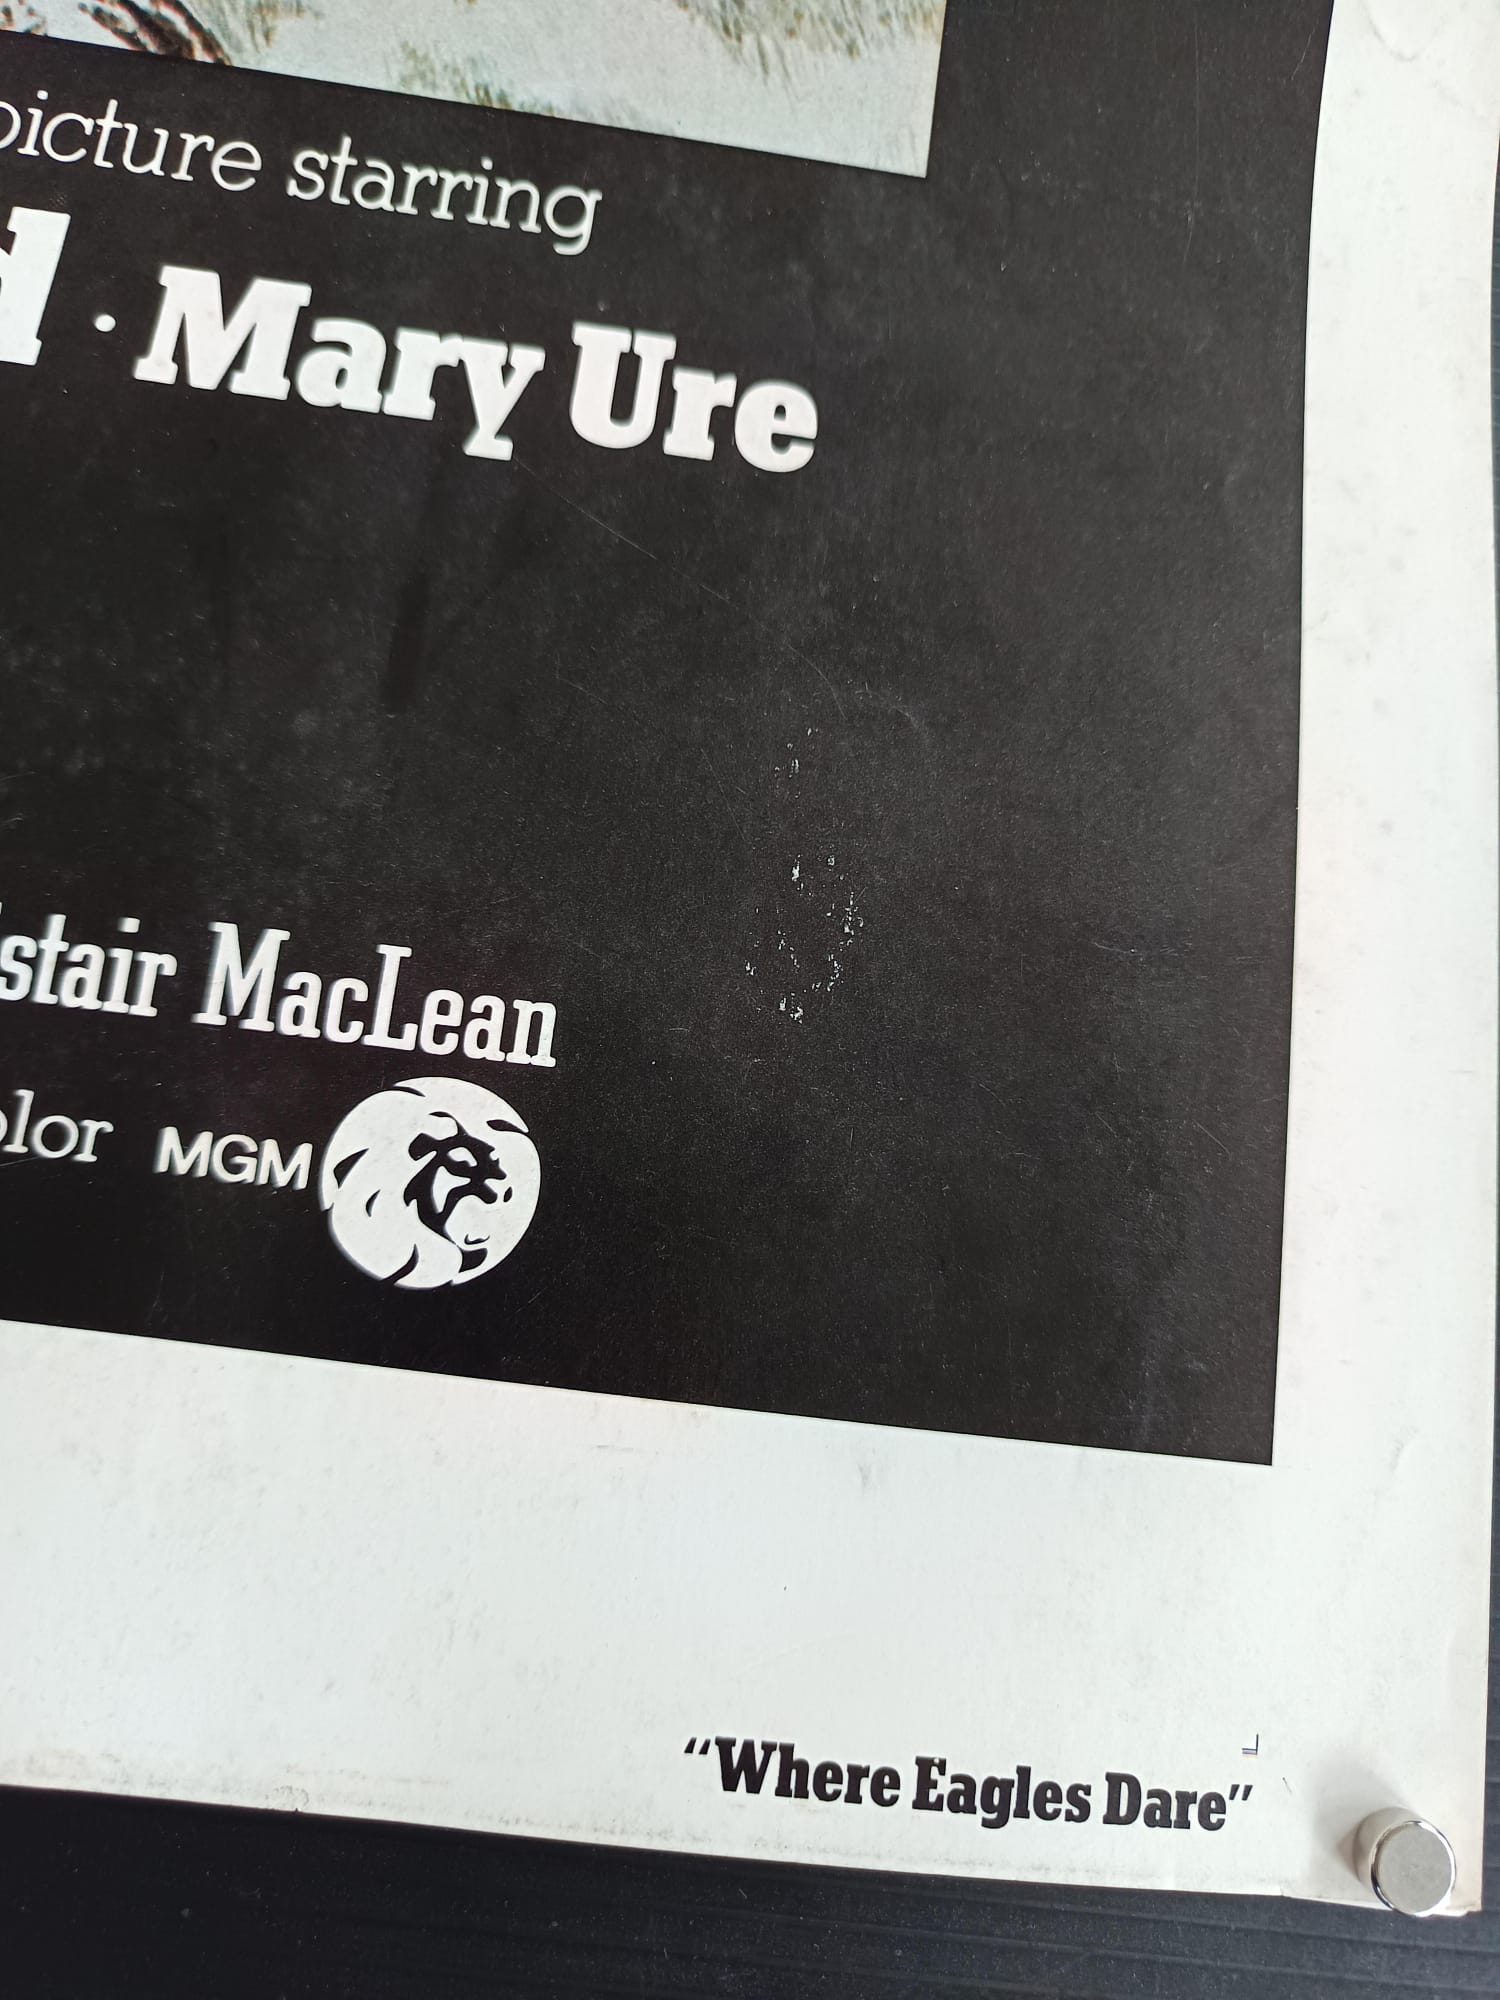 picture starring
d · Mary Ure
stair MacLean
olor MGM
"Where Eagles Dare"